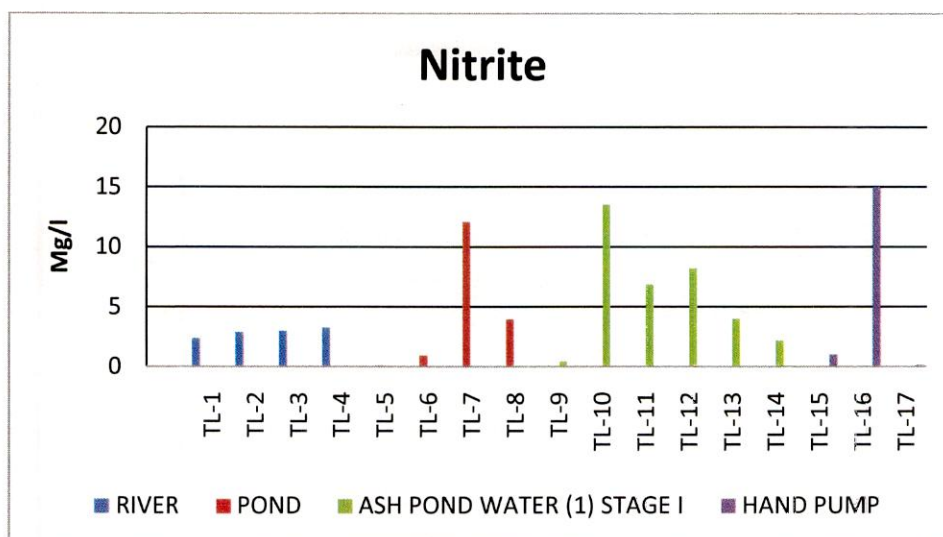 Nitrite
20
15
10
5
0
Mg/l
TL-1
TL-2
TL-3
TL-4
TL-5
TL-6
TL-7
TL-8
TL-9
TL-10
TL-11
TL-12
TL-13
TL-14
TL-15
TL-16
TL-17
RIVER POND ASH POND WATER (1) STAGE I HAND PUMP